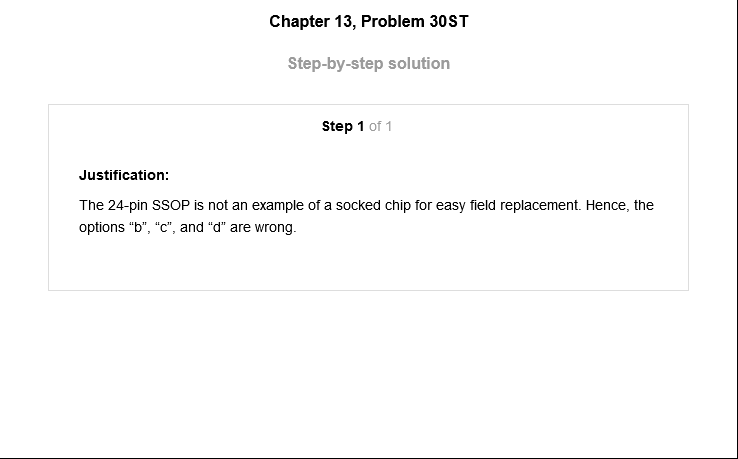 Chapter 13, Problem 30ST
Step-by-step solution
Step 1 of 1
Justification:
The 24-pin SSOP is not an example of a socked chip for easy field replacement. Hence, the
options “b”, “c”, and “d” are wrong.